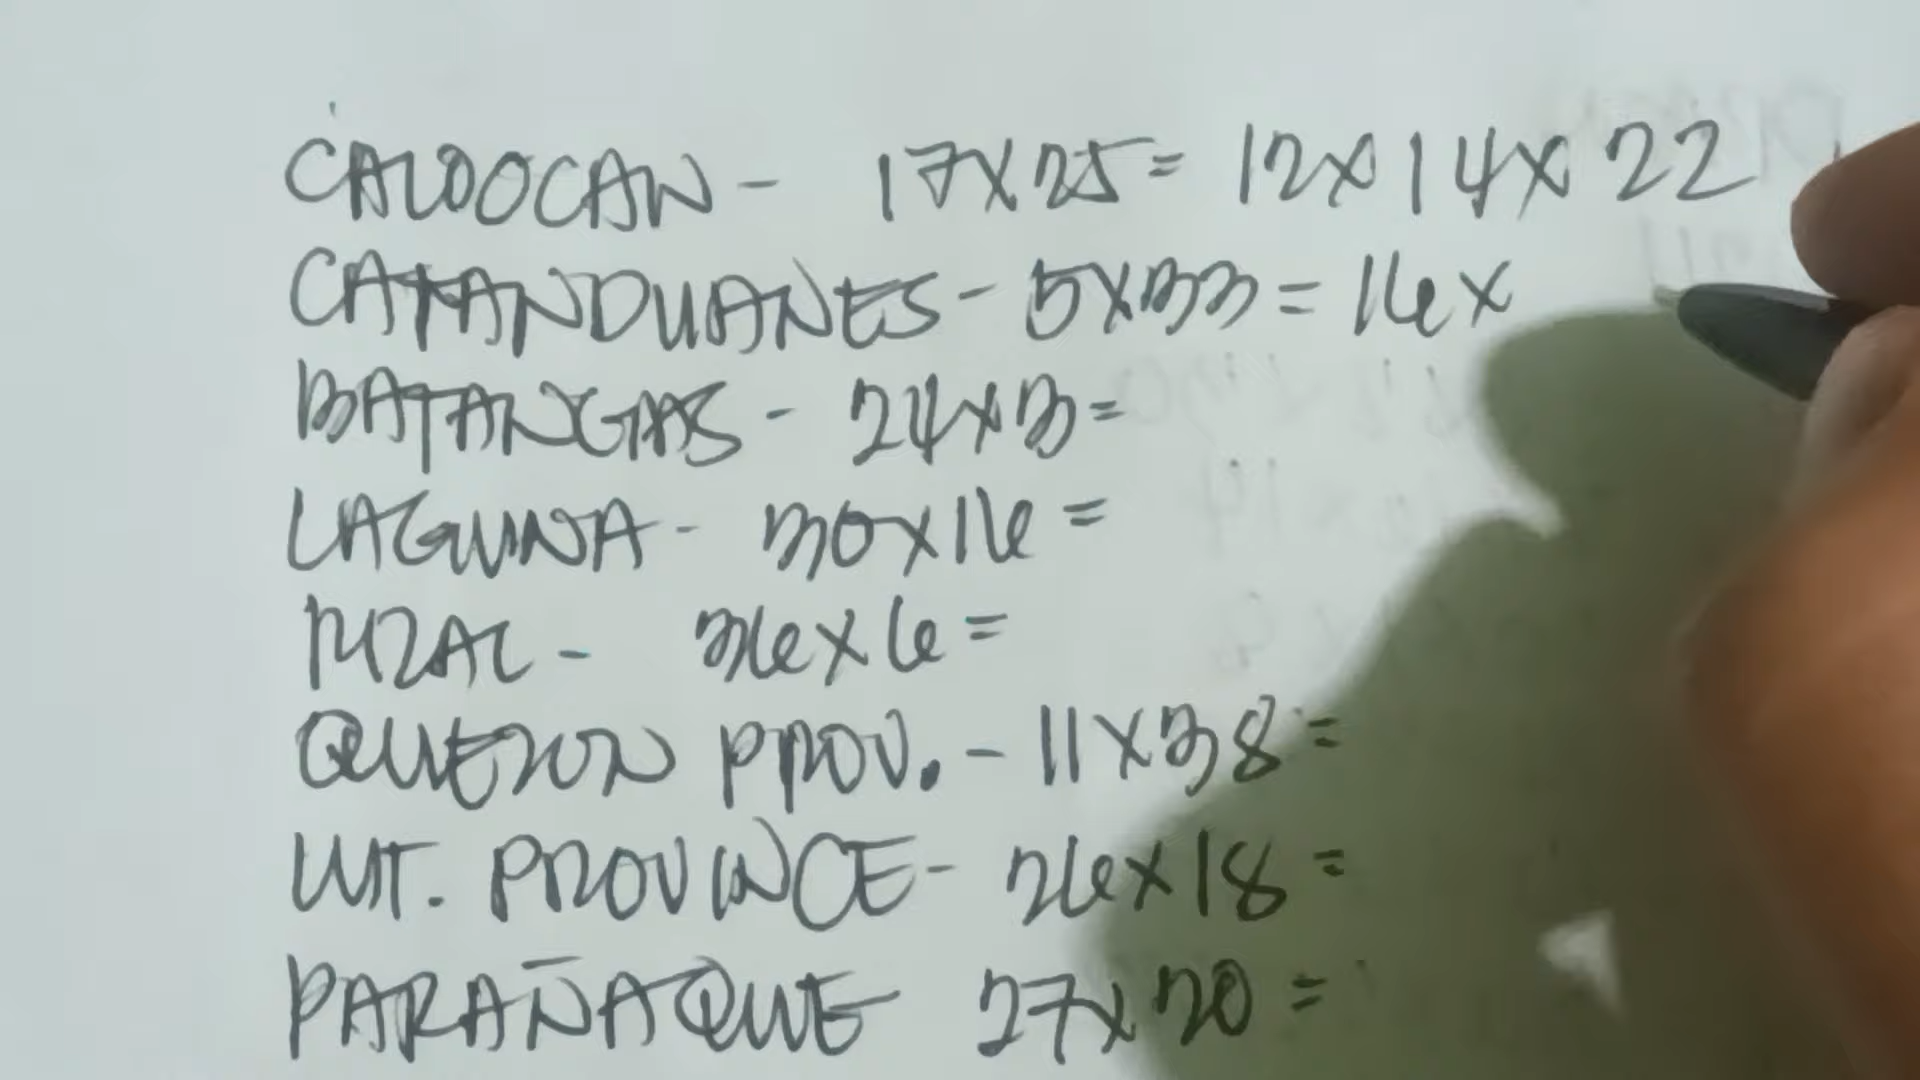 CALOOCAN - 17X25= 12X14X22
CATANDUANES - 5X33 = 16X
BATANGAS - 24X3=
LAGUNA - 30X16 =
RIZAL - 36X6 =
QUEZON PROV. - 11X38 =
MT. PROVINCE - 26X18 =
PARAÑAQUE 27X20 =